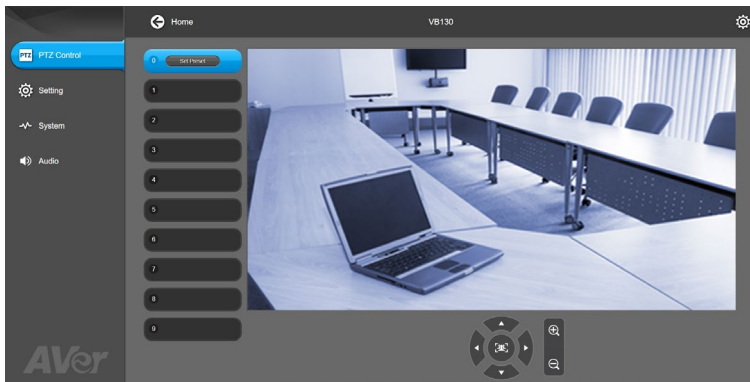 Home
VB130
PTZ PTZ Control
Setting
System
Audio
0 Set Preset
1
2
3
4
5
6
7
8
9
AVer